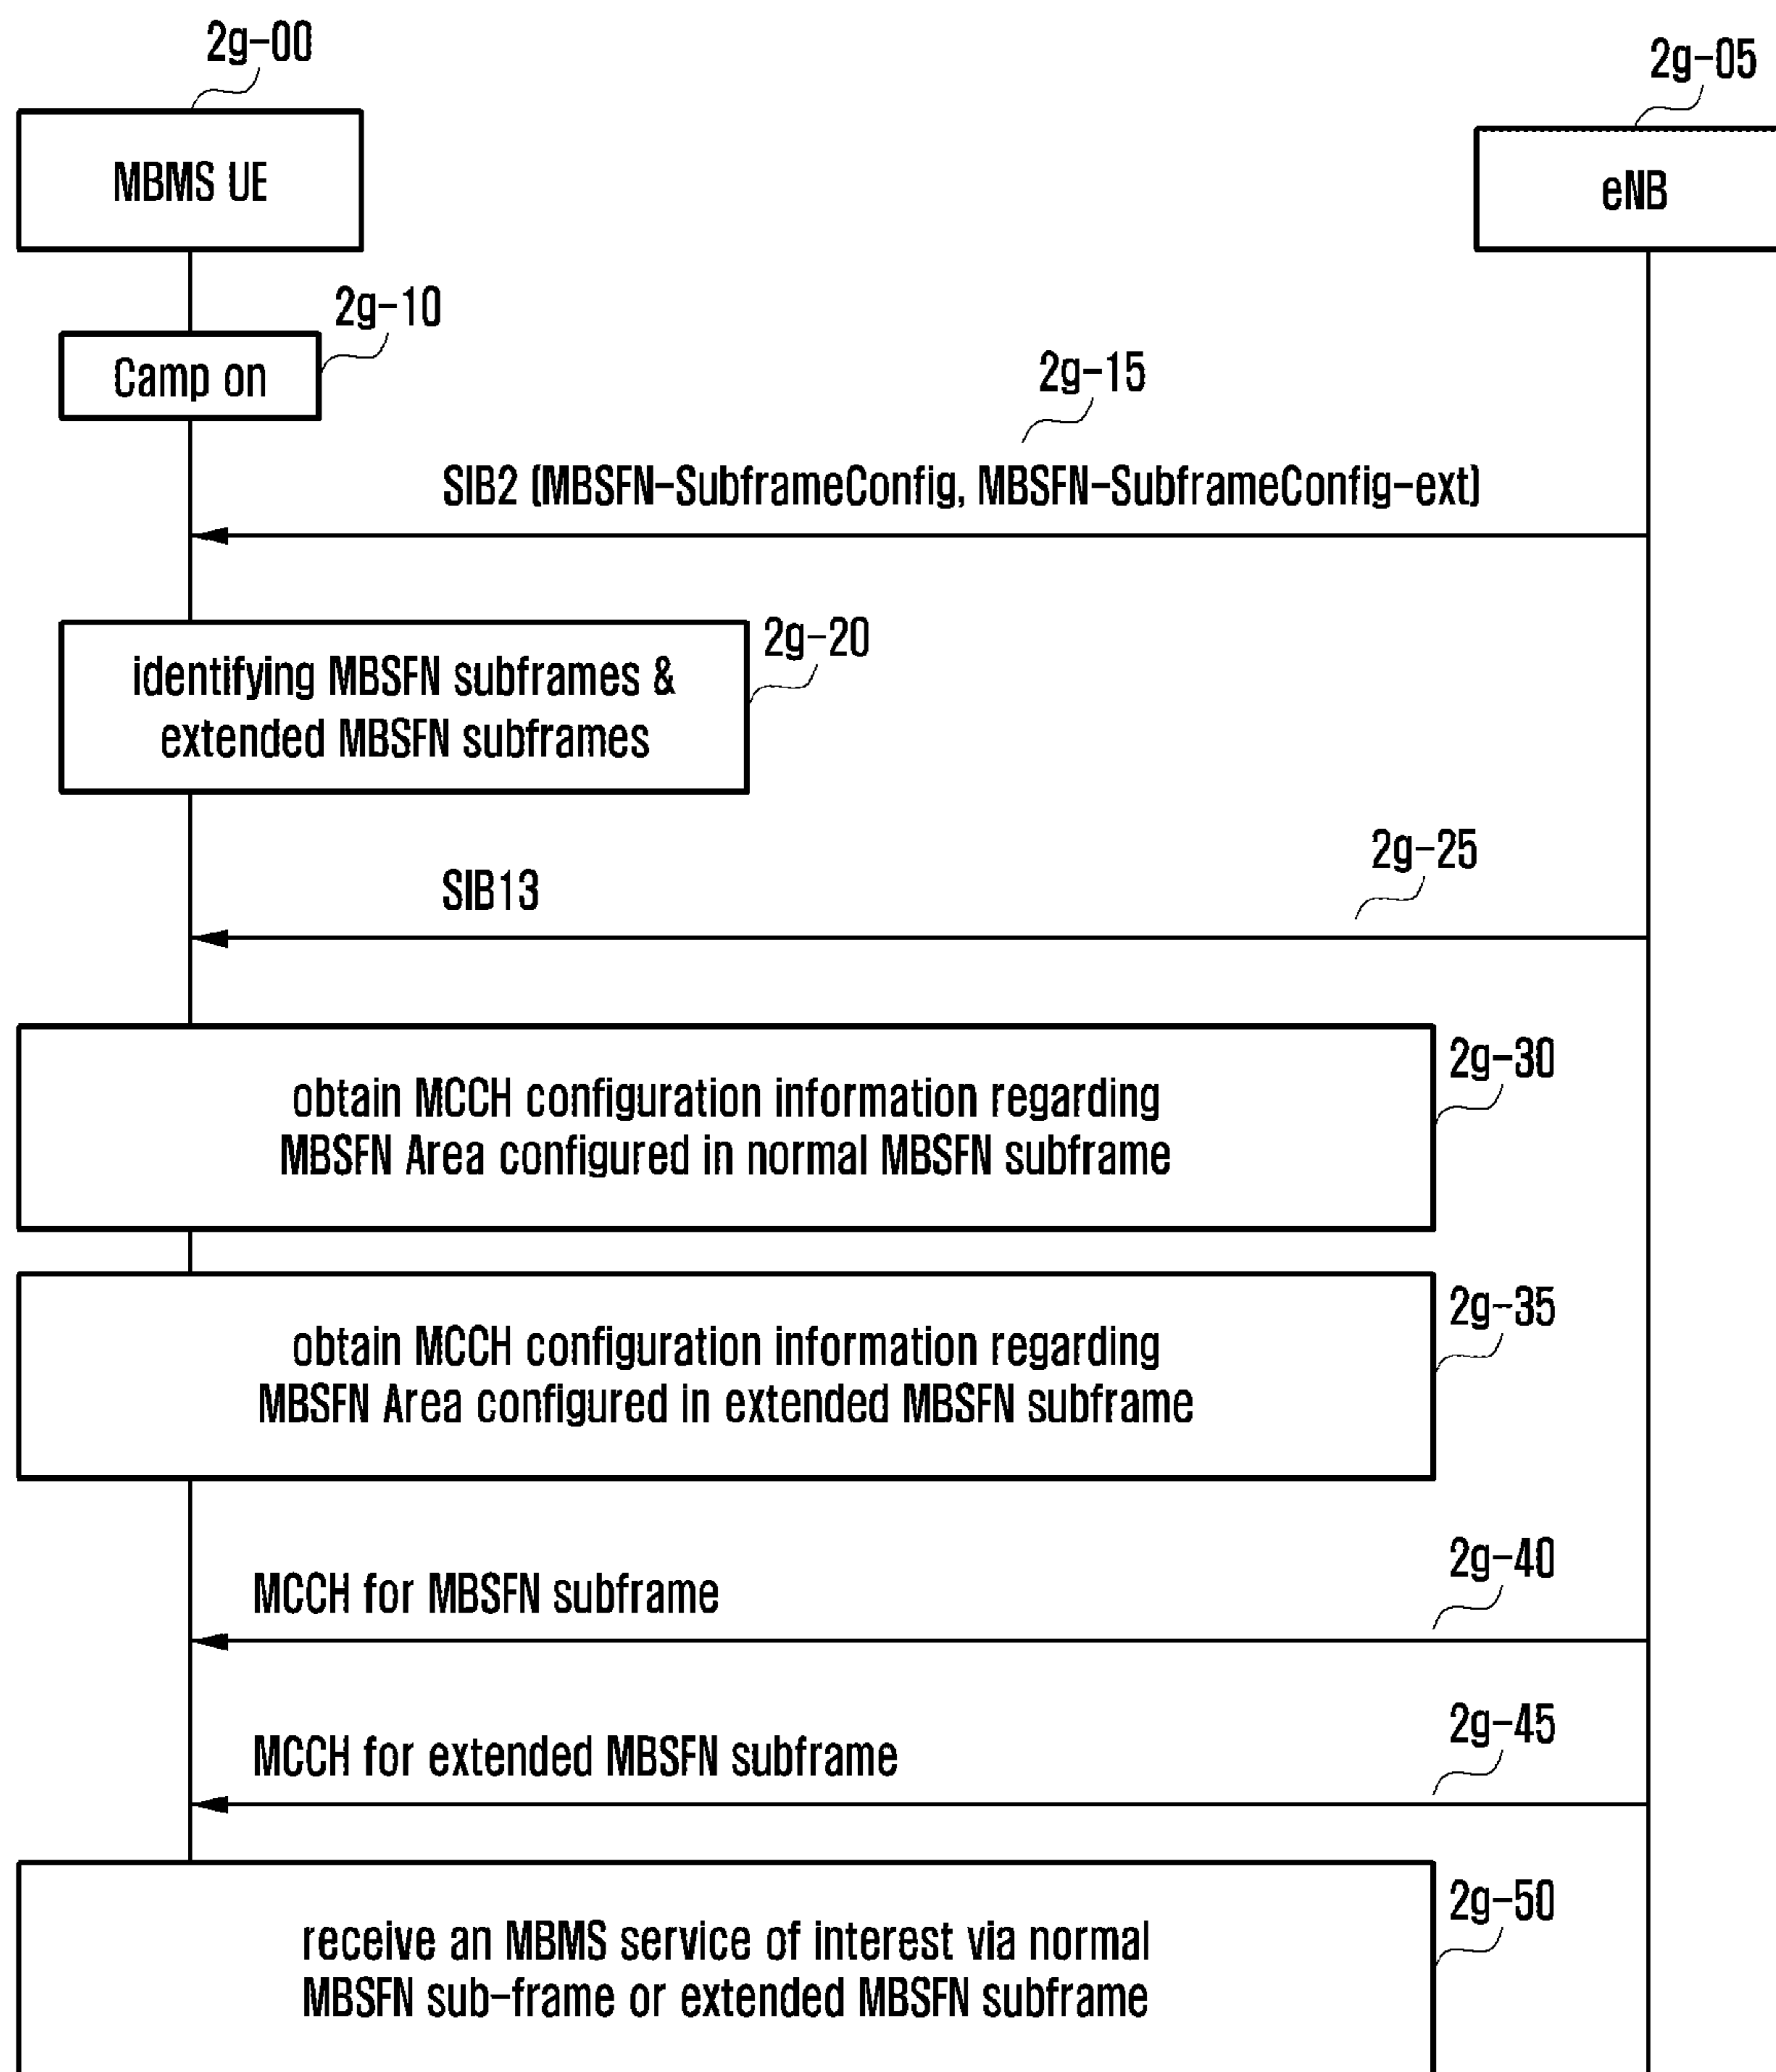 2g-00
2g-05
MBMS UE
eNB
2g-10
Camp on
2g-15
SIB2 (MBSFN-SubframeConfig, MBSFN-SubframeConfig-ext)
2g-20
identifying MBSFN subframes &
extended MBSFN subframes
2g-25
SIB13
2g-30
obtain MCCH configuration information regarding
MBSFN Area configured in normal MBSFN subframe
2g-35
obtain MCCH configuration information regarding
MBSFN Area configured in extended MBSFN subframe
2g-40
MCCH for MBSFN subframe
2g-45
MCCH for extended MBSFN subframe
2g-50
receive an MBMS service of interest via normal
MBSFN sub-frame or extended MBSFN subframe